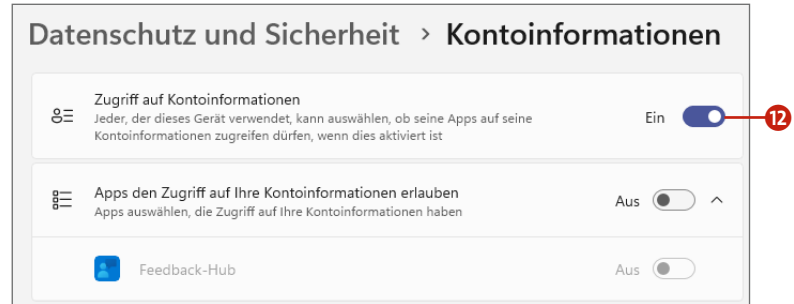 Datenschutz und Sicherheit > Kontoinformationen
Zugriff auf Kontoinformationen
Jeder, der dieses Gerät verwendet, kann auswählen, ob seine Apps auf seine
Kontoinformationen zugreifen dürfen, wenn dies aktiviert ist
Ein
12
Apps den Zugriff auf Ihre Kontoinformationen erlauben
Apps auswählen, die Zugriff auf Ihre Kontoinformationen haben
Aus
Feedback-Hub
Aus